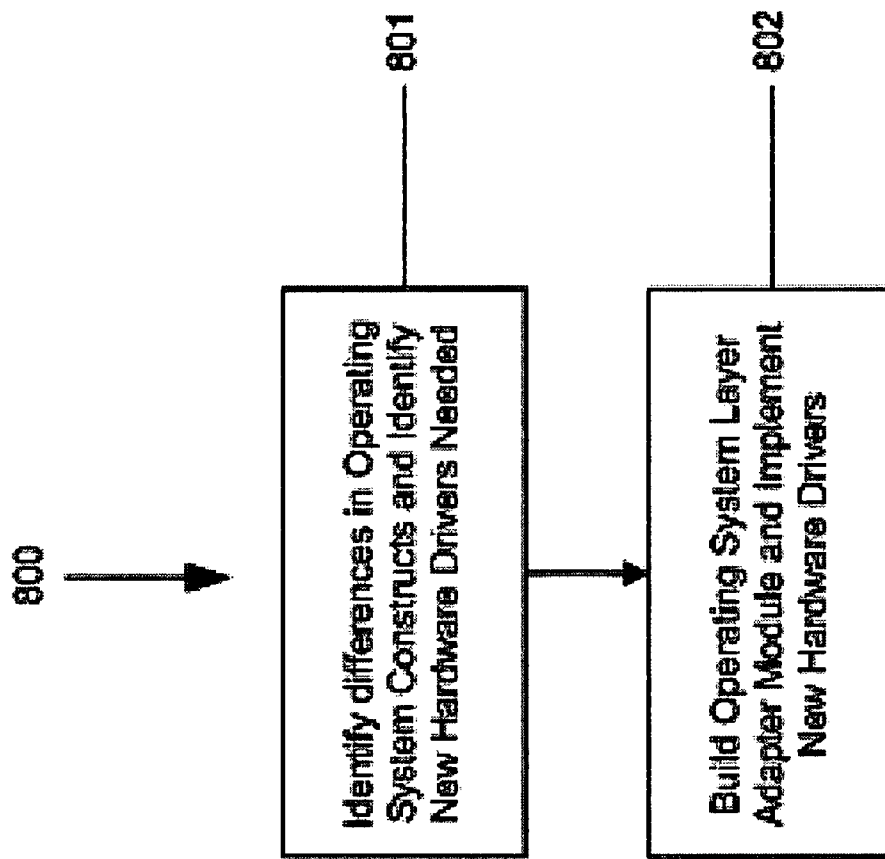 800
Identify differences in Operating
System Constructs and Identify
New Hardware Drivers Needed
801
Build Operating System Layer
Adapter Module and Implement
New Hardware Drivers
802